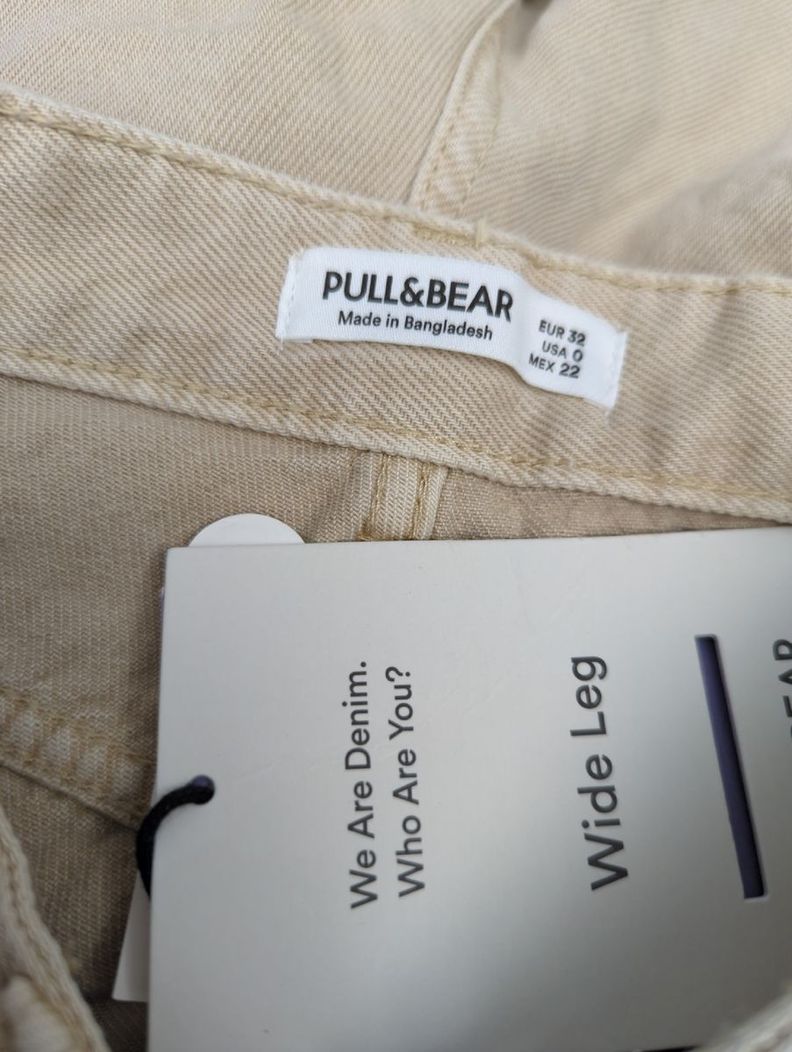 PULL&BEAR
Made in Bangladesh
EUR 32
USA 0
MEX 22
We Are Denim.
Who Are You?
Wide Leg